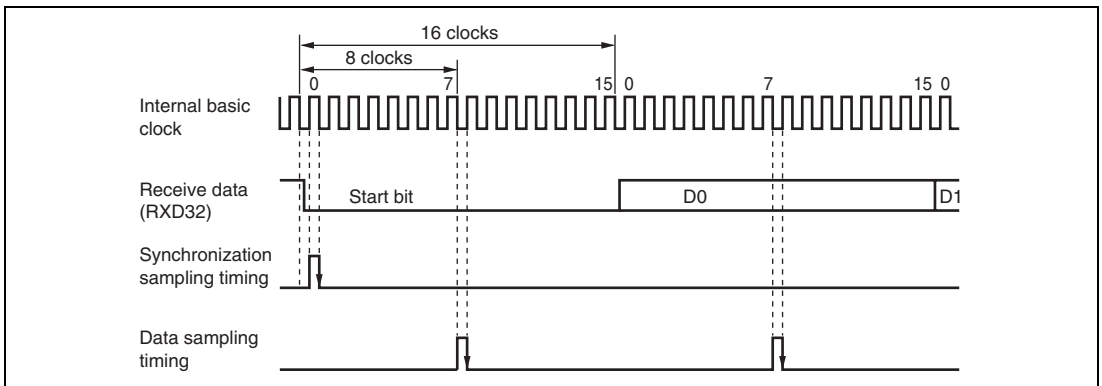 16 clocks
8 clocks
0 7 15 0 7 15 0
Internal basic
clock
Receive data
(RXD32)
Start bit D0 D1
Synchronization
sampling timing
Data sampling
timing